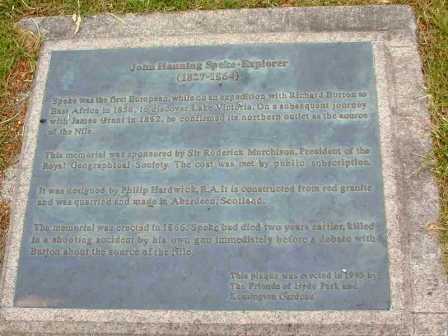 John Hanning Speke - Explorer
(1827-1864)
Speke was the first European, while on an expedition with Richard Burton to
East Africa in 1858, to discover Lake Victoria. On a subsequent journey
with James Grant in 1862, he confirmed its northern outlet as the source
of the Nile.
This memorial was sponsored by Sir Roderick Murchison, President of the
Royal Geographical Society. The cost was met by public subscription.
It was designed by Philip Hardwick, R.A. It is constructed from red granite
and was quarried and made in Aberdeen, Scotland.
The memorial was erected in 1866. Speke had died two years earlier, killed
in a shooting accident by his own gun immediately before a debate with
Burton about the source of the Nile.
This plaque was erected in 1995 by
The Friends of Hyde Park and
Kensington Gardens